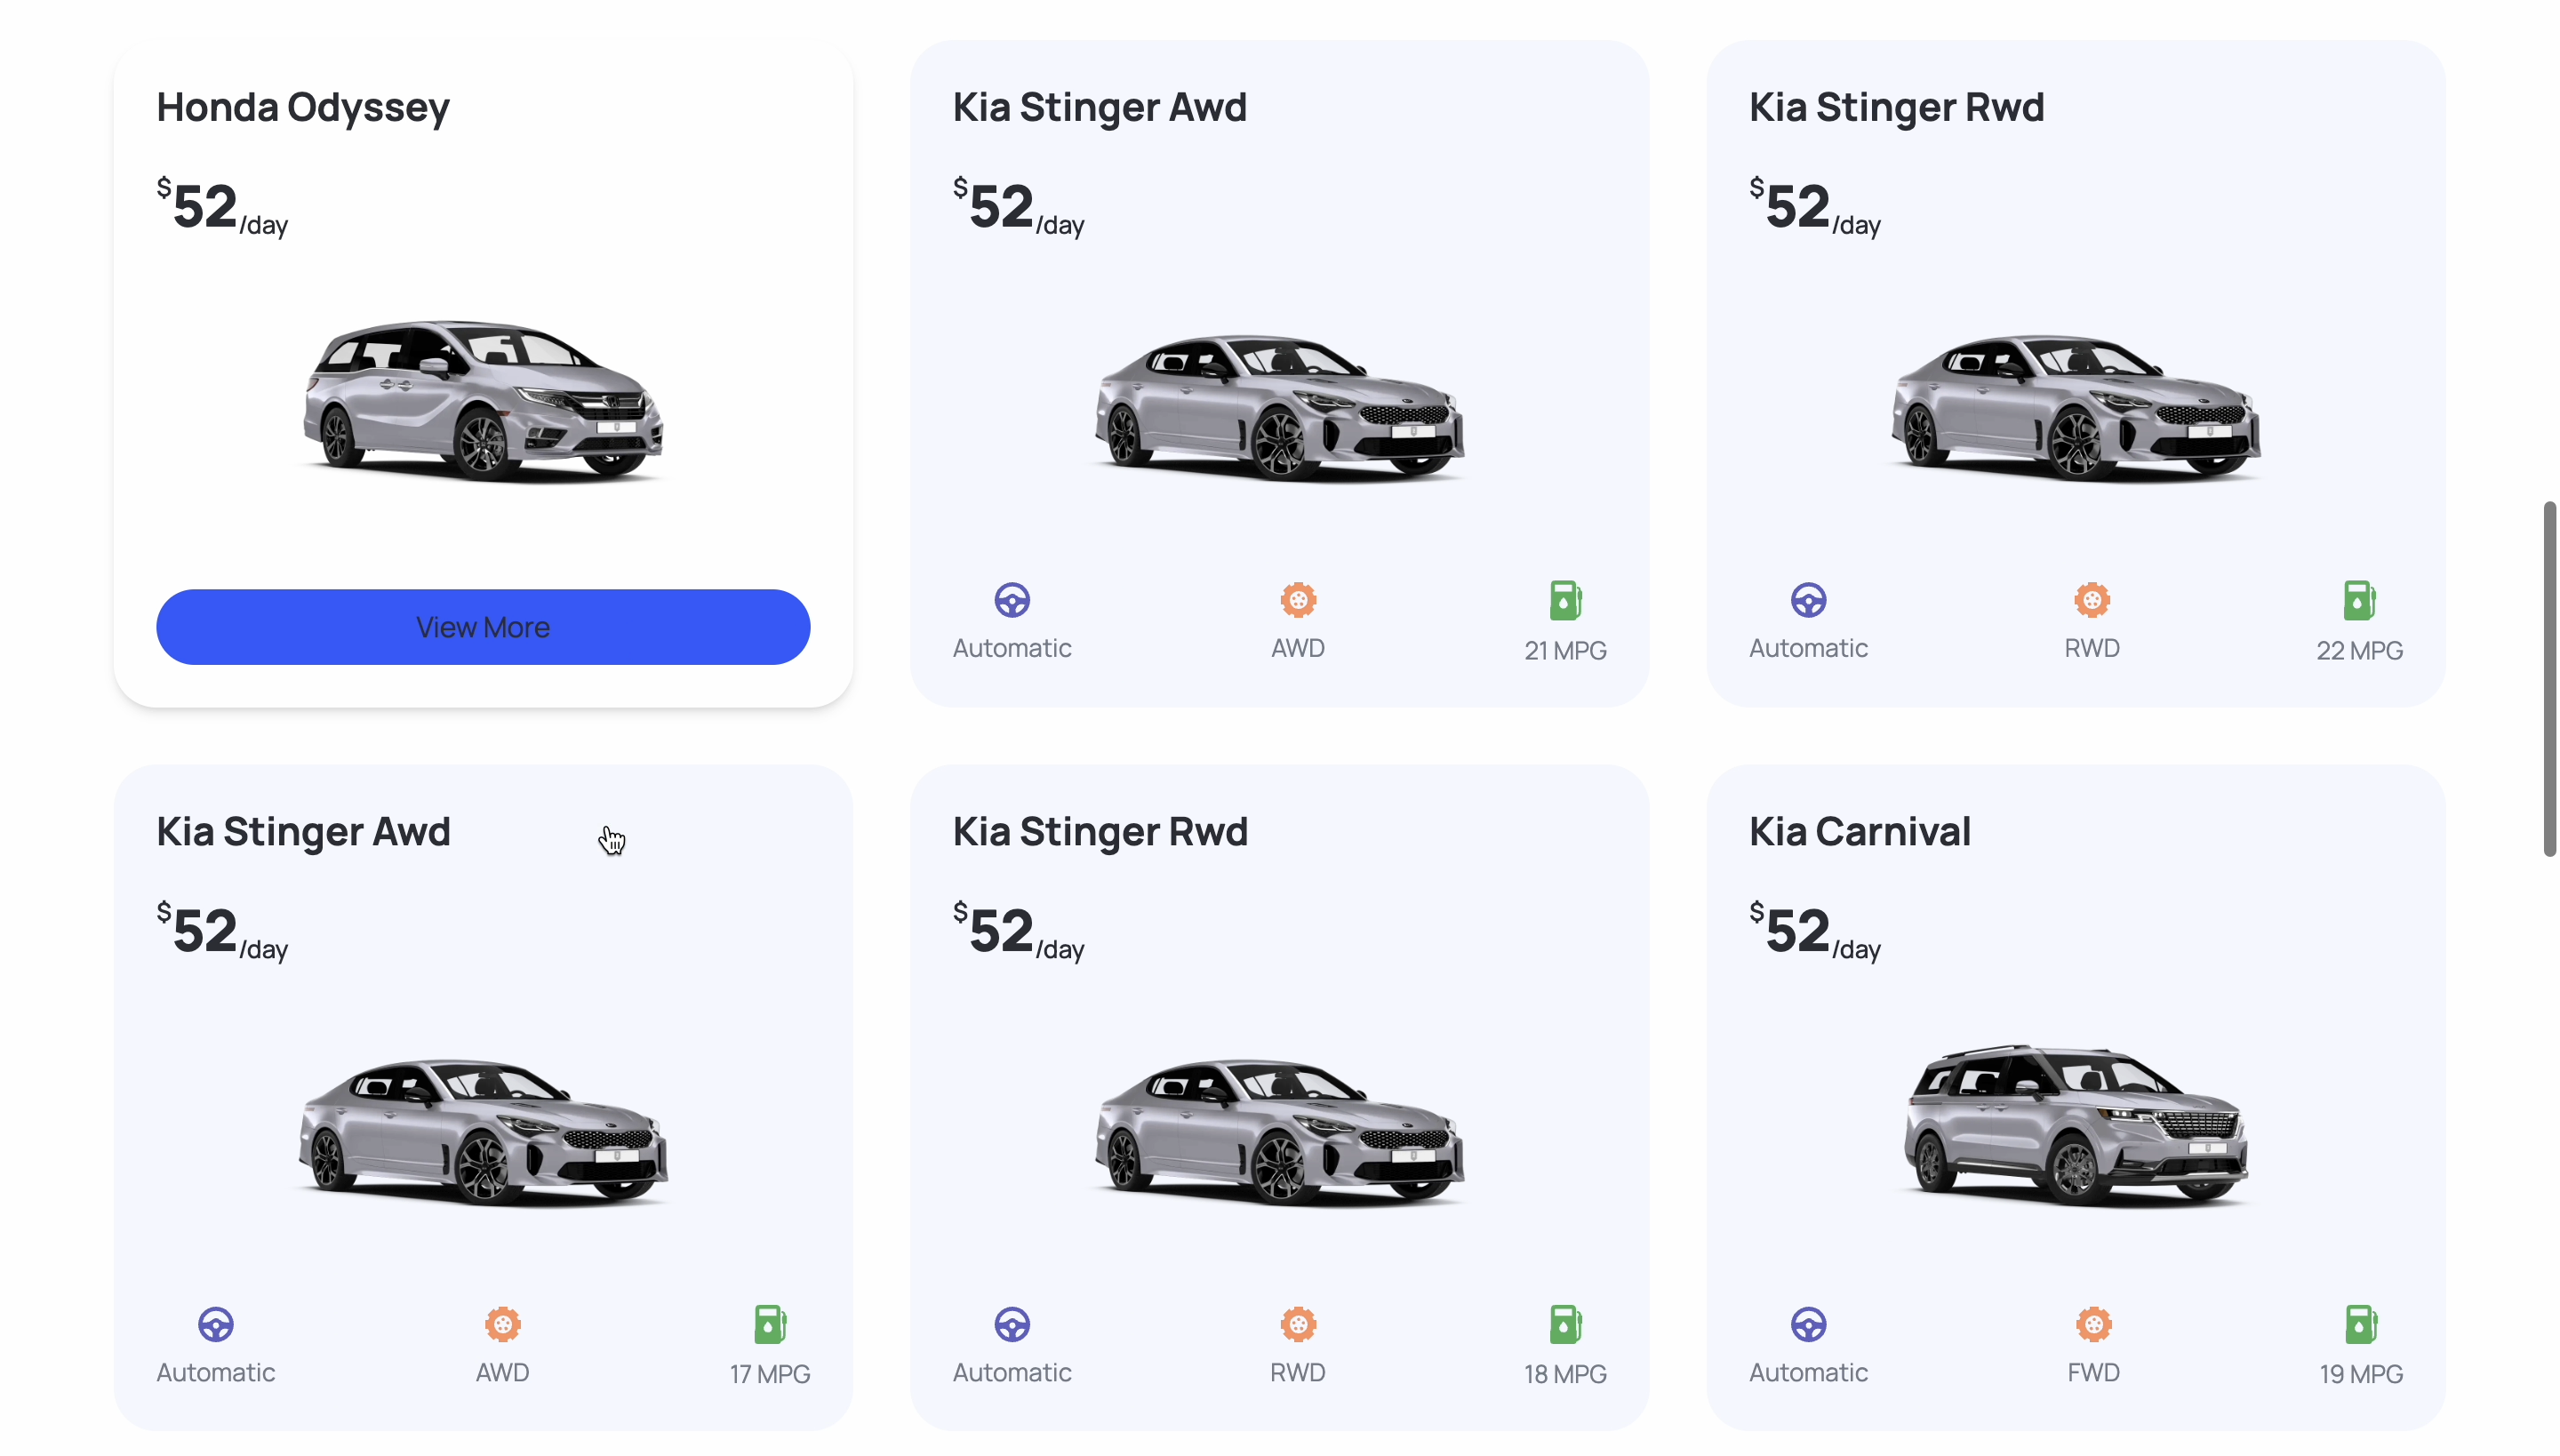 Honda Odyssey
$52/day
View More
Kia Stinger Awd
$52/day
Automatic AWD 21 MPG
Kia Stinger Rwd
$52/day
Automatic RWD 22 MPG
Kia Stinger Awd
$52/day
Automatic AWD 17 MPG
Kia Stinger Rwd
$52/day
Automatic RWD 18 MPG
Kia Carnival
$52/day
Automatic FWD 19 MPG